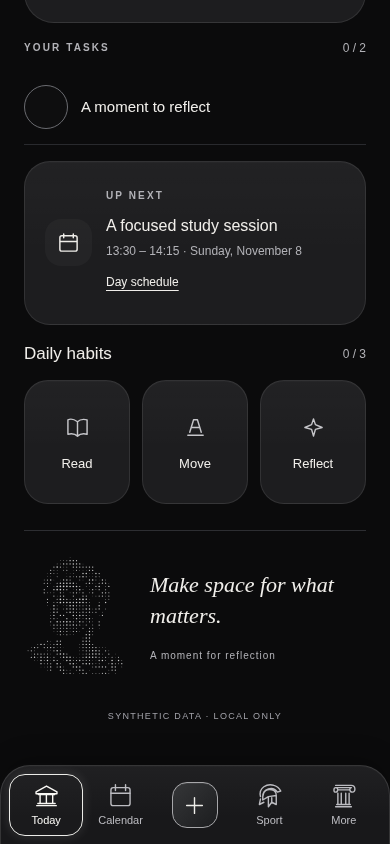 YOUR TASKS 0 / 2
A moment to reflect
UP NEXT
A focused study session
13:30 – 14:15 · Sunday, November 8
Day schedule
Daily habits 0 / 3
Read Move Reflect
Make space for what
matters.
A moment for reflection
SYNTHETIC DATA · LOCAL ONLY
Today Calendar Sport More